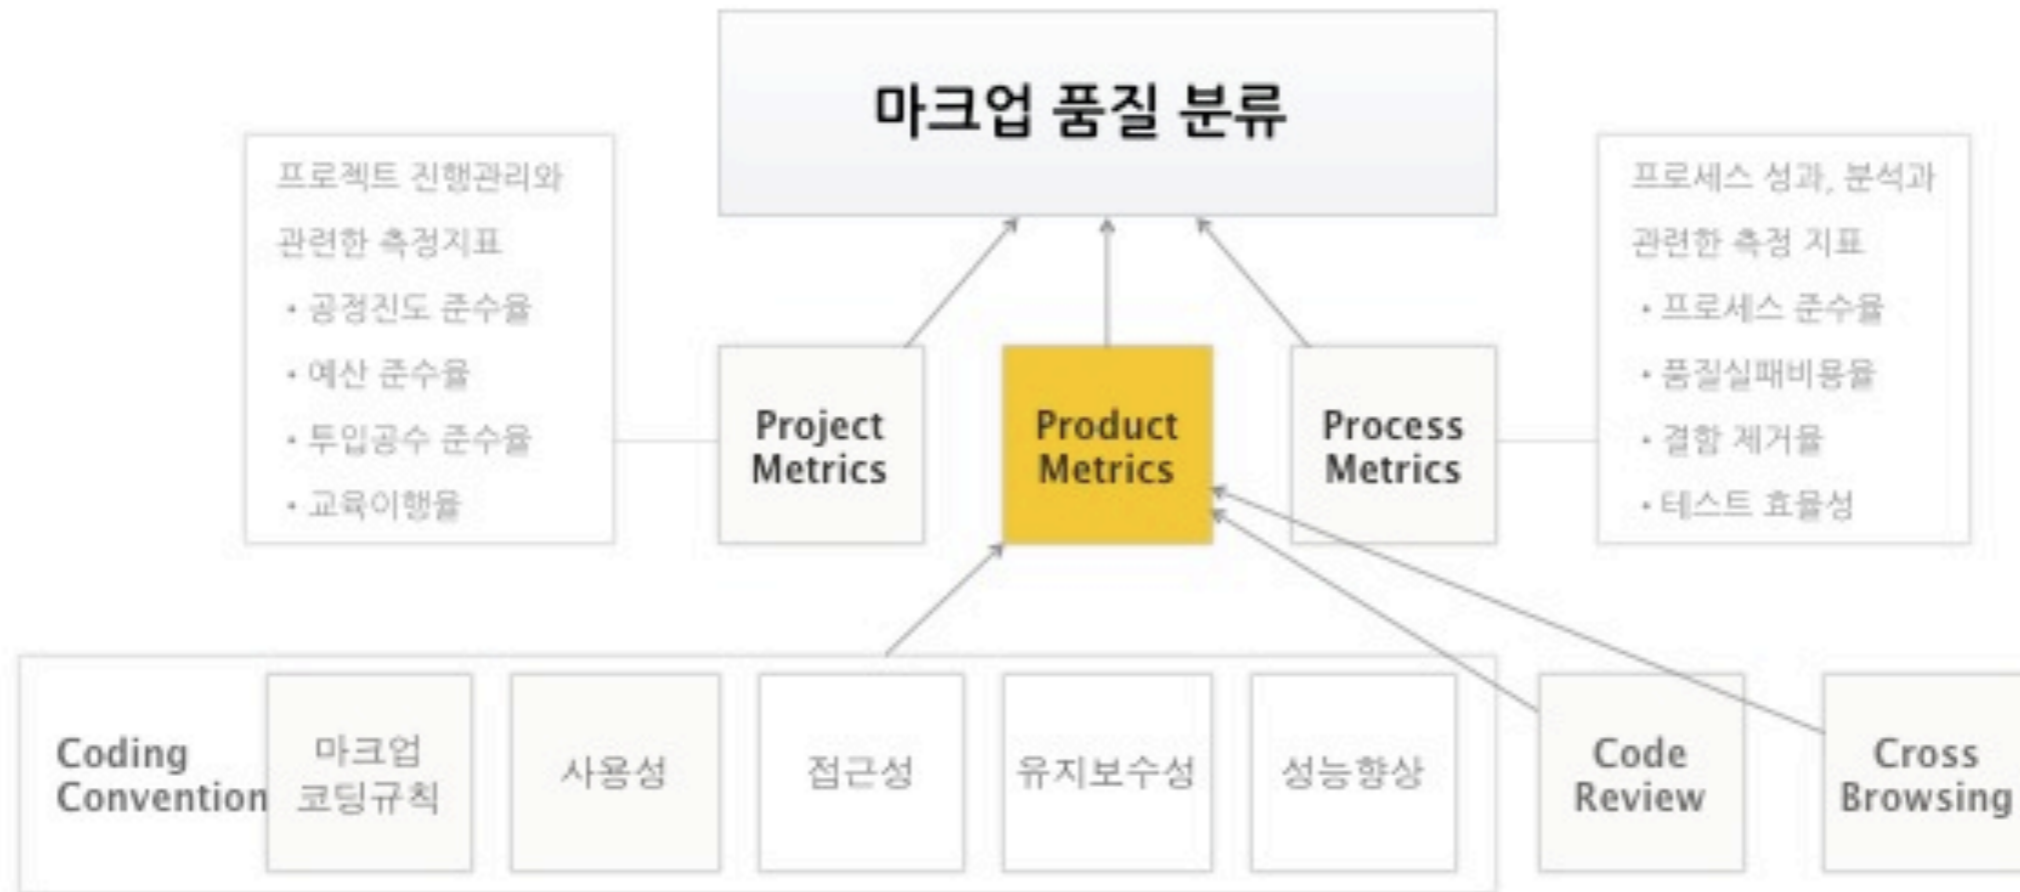 마크업 품질 분류
프로젝트 진행관리와
관련한 측정지표
• 공정진도 준수율
• 예산 준수율
• 투입공수 준수율
• 교육이행율
Project
Metrics
Product
Metrics
Process
Metrics
프로세스 성과, 분석과
관련한 측정 지표
• 프로세스 준수율
• 품질실패비용율
• 결함 제거율
• 테스트 효율성
Coding
Convention
마크업
코딩규칙
사용성
접근성
유지보수성
성능향상
Code
Review
Cross
Browsing